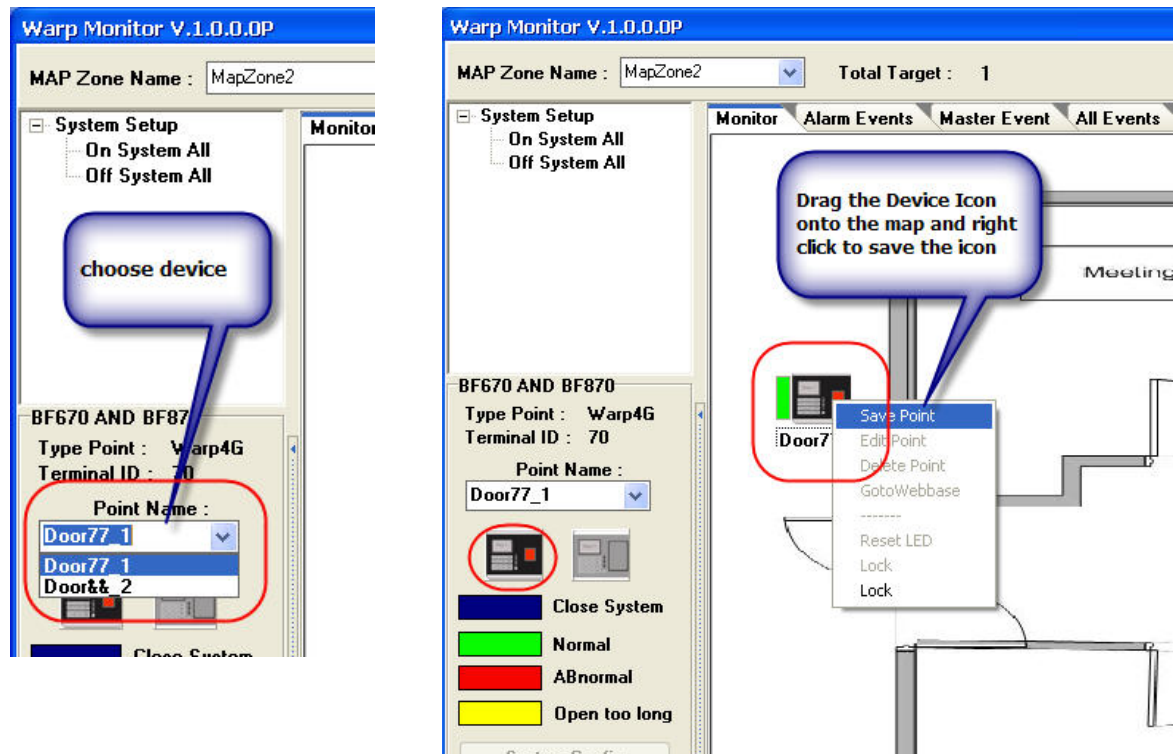 Warp Monitor V.1.0.0.0P
MAP Zone Name : MapZone2
System Setup
On System All
Off System All
Monitor
choose device
BF670 AND BF87
Type Point : Warp4G
Terminal ID : 70
Point Name :
Door77_1
Door77_1
Door&&_2
Close System
Warp Monitor V.1.0.0.0P
MAP Zone Name : MapZone2 Total Target : 1
System Setup
On System All
Off System All
Monitor Alarm Events Master Event All Events
Drag the Device Icon
onto the map and right
click to save the icon
Meeting
BF670 AND BF870
Type Point : Warp4G
Terminal ID : 70
Point Name :
Door77_1
Door7
Save Point
Edit Point
Delete Point
GotoWebbase
-------
Reset LED
Lock
Lock
Close System
Normal
ABnormal
Open too long